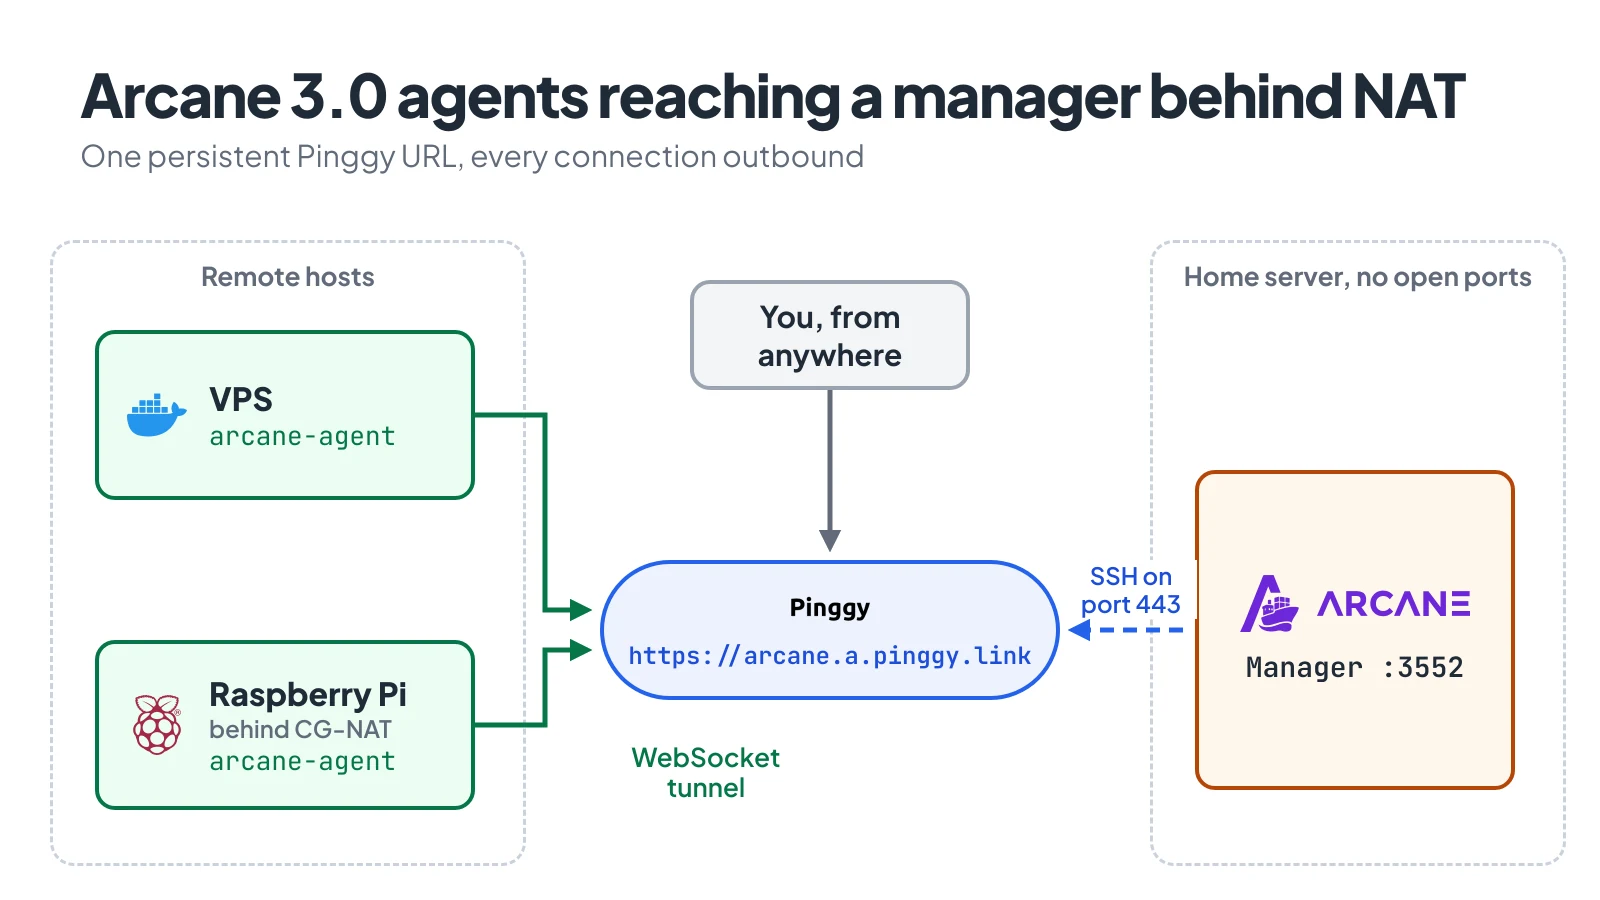 Arcane 3.0 agents reaching a manager behind NAT
One persistent Pinggy URL, every connection outbound
Remote hosts
VPS
arcane-agent
Raspberry Pi
behind CG-NAT
arcane-agent
You, from
anywhere
Pinggy
https://arcane.a.pinggy.link
WebSocket
tunnel
SSH on
port 443
Home server, no open ports
ARCANE
Manager :3552